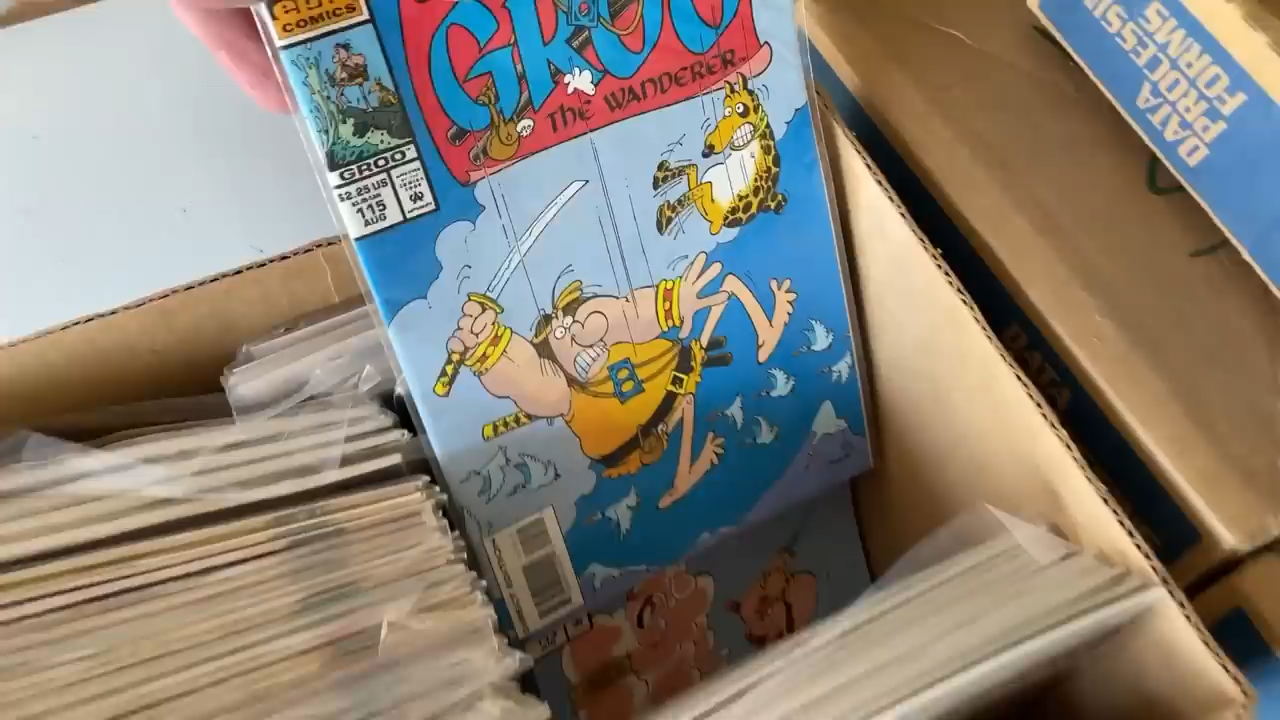 COMICS
GROO
THE WANDERER
GROO
$2.25 US
115
AUG
DATA
PROCESSING
FORMS
DATA